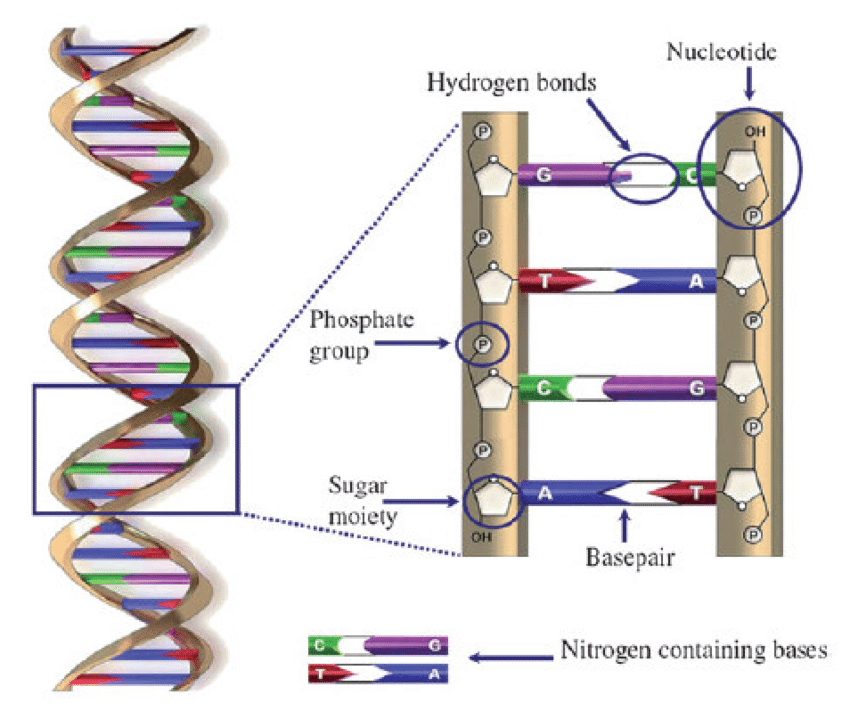 Nucleotide
Hydrogen bonds
P
OH
G
C
P
P
T
A
P
Phosphate
group
P
C
G
P
P
Sugar
moiety
A
T
OH
P
Basepair
C G
T A
Nitrogen containing bases